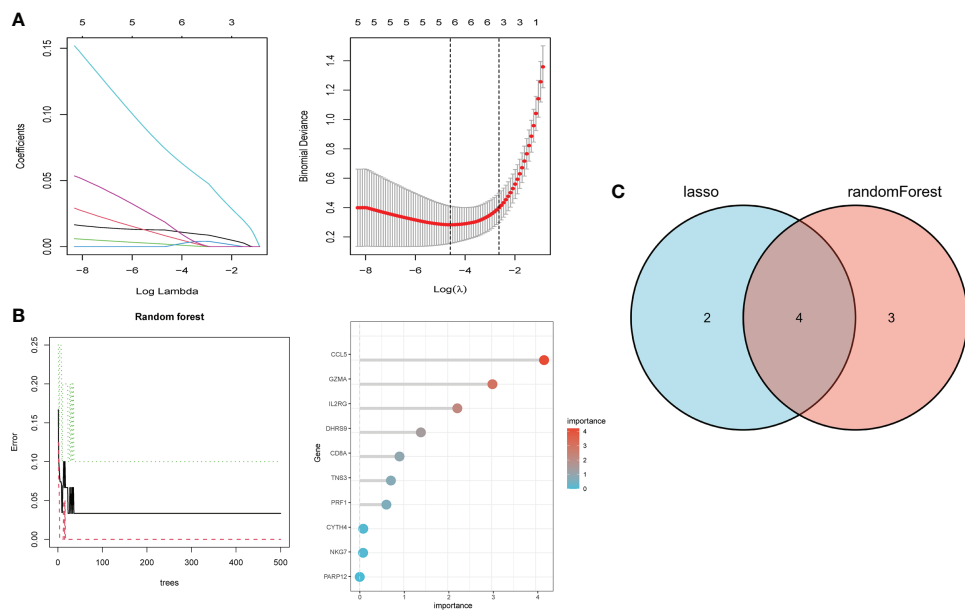 A
5 5 6 3
Coefficients
0.15
0.10
0.05
0.00
−8 −6 −4 −2
Log Lambda
5 5 5 5 5 6 6 6 3 3 1
Binomial Deviance
1.4
1.0
0.8
0.6
0.4
0.2
−8 −6 −4 −2
Log(λ)
B
Random forest
Error
0.25
0.20
0.15
0.10
0.05
0.00
0 100 200 300 400 500
trees
Gene
CCL5
GZMA
IL2RG
DHRS9
CD8A
TNS3
PRF1
CYTH4
NKG7
PARP12
0 1 2 3 4
importance
importance
4
3
2
1
0
C
lasso randomForest
2 4 3